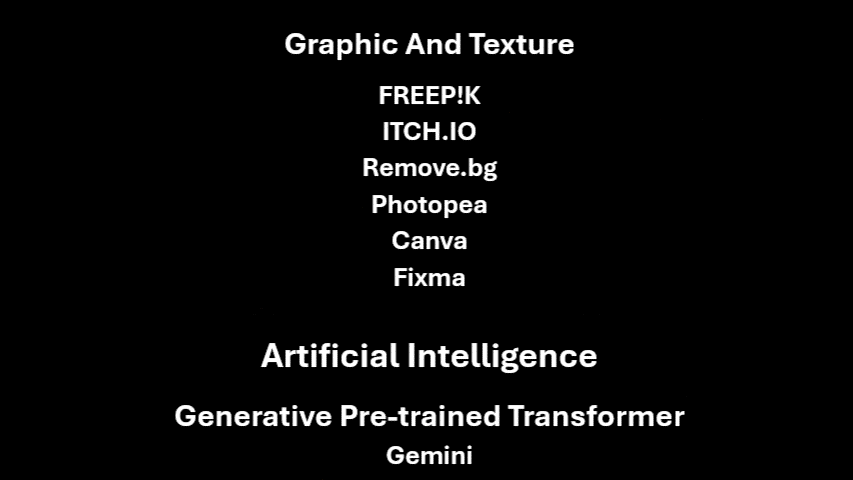 Graphic And Texture
FREEP!K
ITCH.IO
Remove.bg
Photopea
Canva
Fixma
Artificial Intelligence
Generative Pre-trained Transformer
Gemini